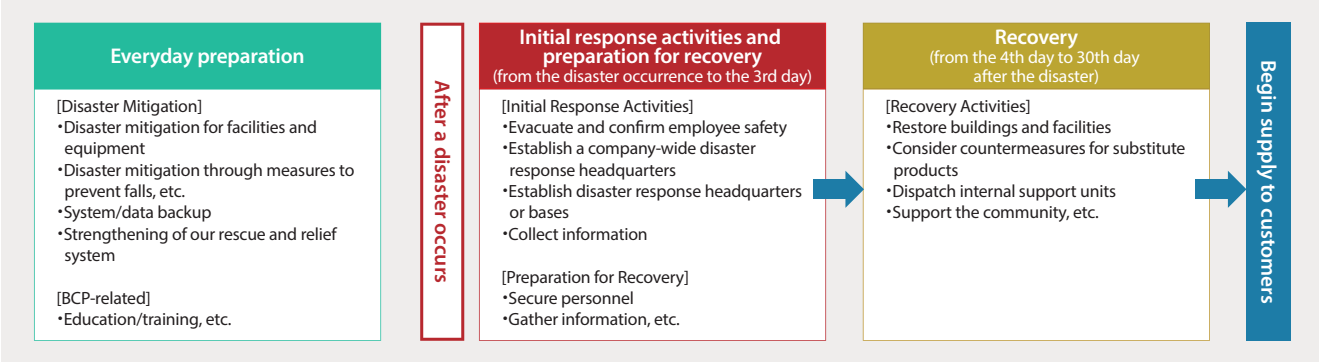 Everyday preparation
[Disaster Mitigation]
・Disaster mitigation for facilities and
equipment
・Disaster mitigation through measures to
prevent falls, etc.
・System/data backup
・Strengthening of our rescue and relief
system
[BCP-related]
・Education/training, etc.
After a disaster occurs
Initial response activities and
preparation for recovery
(from the disaster occurrence to the 3rd day)
[Initial Response Activities]
・Evacuate and confirm employee safety
・Establish a company-wide disaster
response headquarters
・Establish disaster response headquarters
or bases
・Collect information
[Preparation for Recovery]
・Secure personnel
・Gather information, etc.
Recovery
(from the 4th day to 30th day
after the disaster)
[Recovery Activities]
・Restore buildings and facilities
・Consider countermeasures for substitute
products
・Dispatch internal support units
・Support the community, etc.
Begin supply to customers